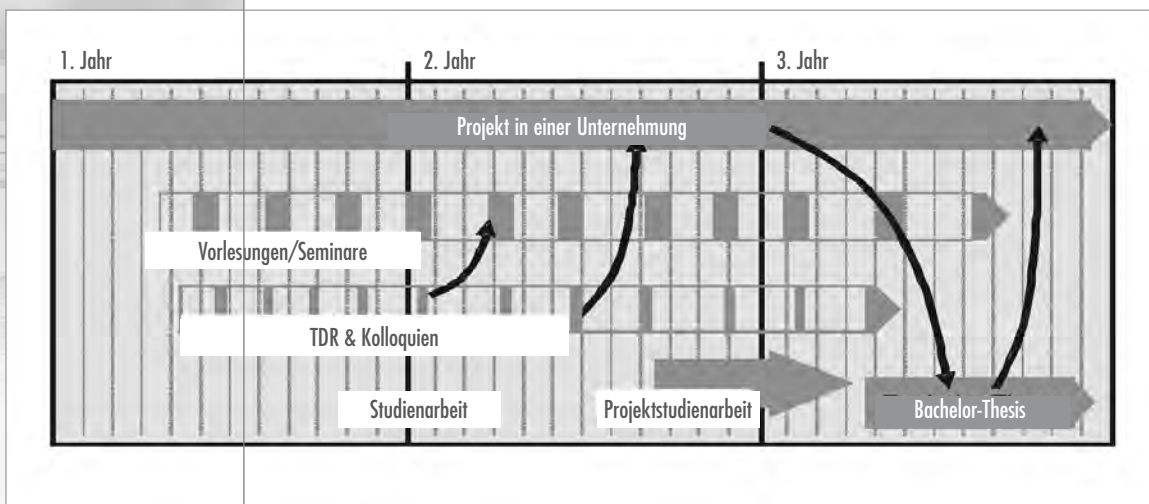 1. Jahr
2. Jahr
3. Jahr
Projekt in einer Unternehmung
Vorlesungen/Seminare
TDR & Kolloquien
Studienarbeit
Projektstudienarbeit
Bachelor-Thesis